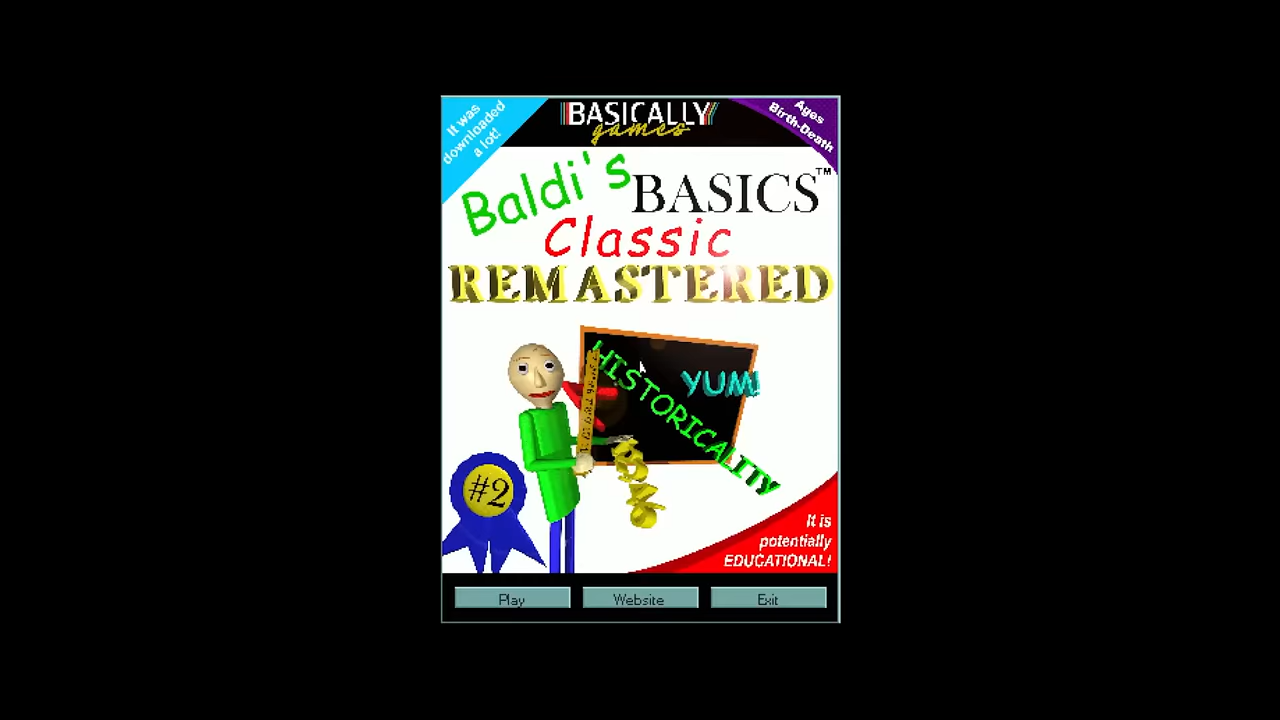 It was
downloaded
a lot!
BASICALLY
games
Ages
Birth-Death
Baldi's BASICS™
Classic
REMASTERED
HISTORICALITY
YUM!
#2
It is
potentially
EDUCATIONAL!
Play
Website
Exit